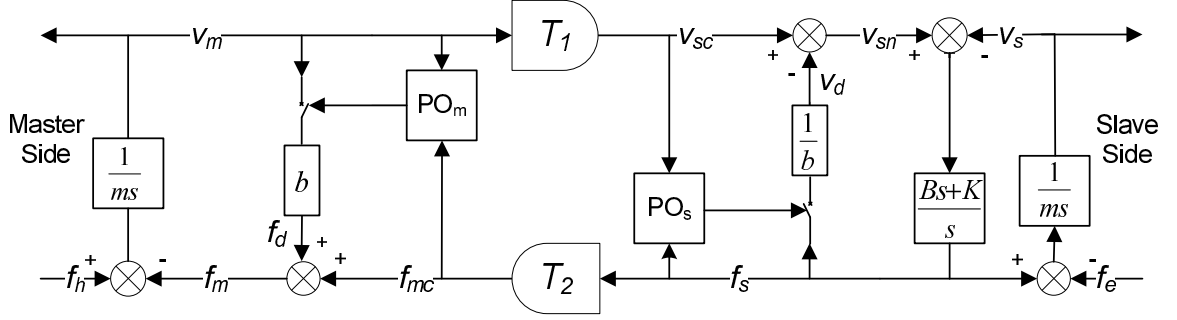 v_m
T_1
v_sc
+
v_sn
+
-
v_s
-
v_d
Master
Side
1
ms
PO_m
b
1
b
PO_s
Bs+K
s
1
ms
Slave
Side
f_d
+
+
f_h
+
-
f_m
f_mc
T_2
f_s
+
-
f_e